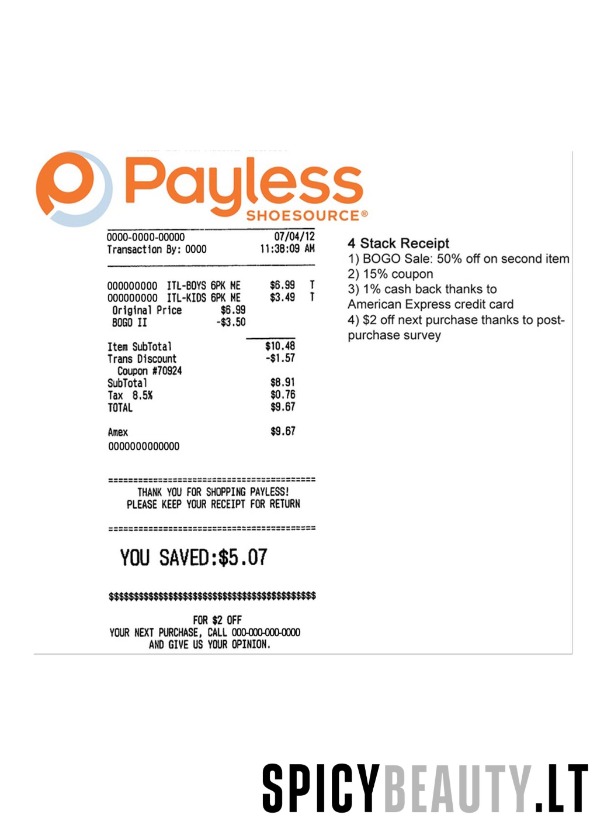 Payless
SHOESOURCE®
0000-0000-00000 07/04/12
Transaction By: 0000 11:38:09 AM
000000000 ITL-BOYS 6PK ME $6.99 T
000000000 ITL-KIDS 6PK ME $3.49 T
Original Price $6.99
BOGO II -$3.50
Item SubTotal $10.48
Trans Discount -$1.57
Coupon #70924
SubTotal $8.91
Tax 8.5% $0.76
TOTAL $9.67
Amex $9.67
0000000000000
========================================
THANK YOU FOR SHOPPING PAYLESS!
PLEASE KEEP YOUR RECEIPT FOR RETURN
========================================
YOU SAVED:$5.07
$$$$$$$$$$$$$$$$$$$$$$$$$$$$$$$$$$$$$$$$
FOR $2 OFF
YOUR NEXT PURCHASE, CALL 000-000-000-0000
AND GIVE US YOUR OPINION.
4 Stack Receipt
1) BOGO Sale: 50% off on second item
2) 15% coupon
3) 1% cash back thanks to
American Express credit card
4) $2 off next purchase thanks to post-
purchase survey
SPICYBEAUTY.LT